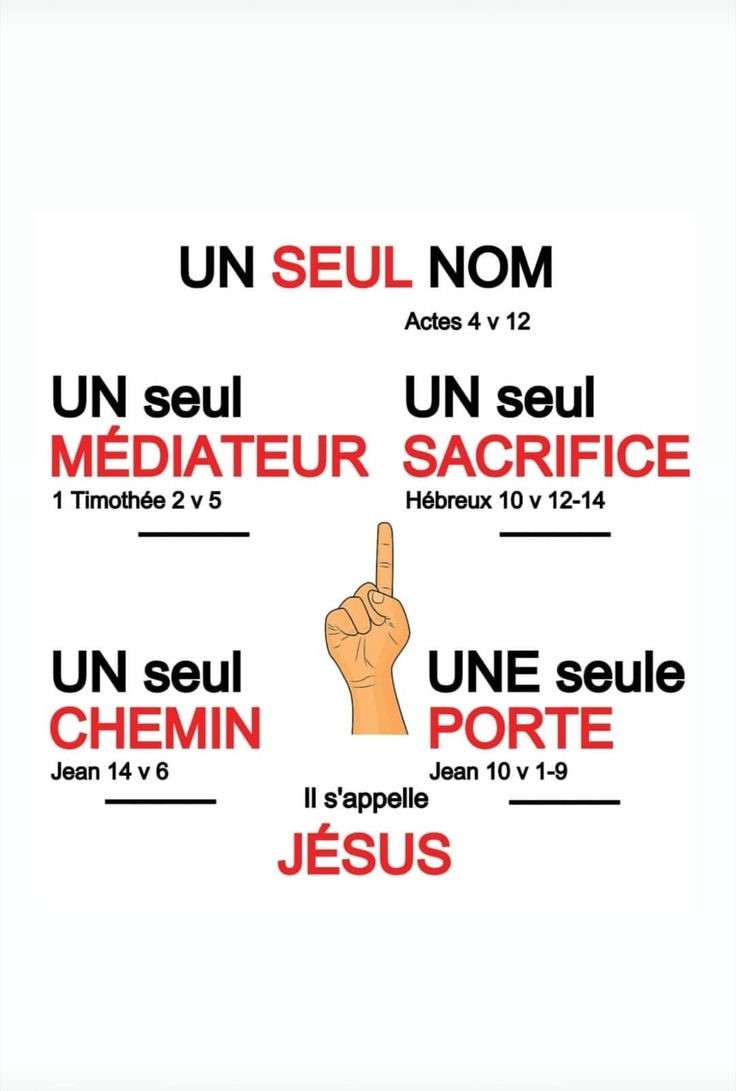 UN SEUL NOM
Actes 4 v 12
UN seul
MÉDIATEUR
1 Timothée 2 v 5
UN seul
SACRIFICE
Hébreux 10 v 12-14
UN seul
CHEMIN
Jean 14 v 6
UNE seule
PORTE
Jean 10 v 1-9
Il s'appelle
JÉSUS